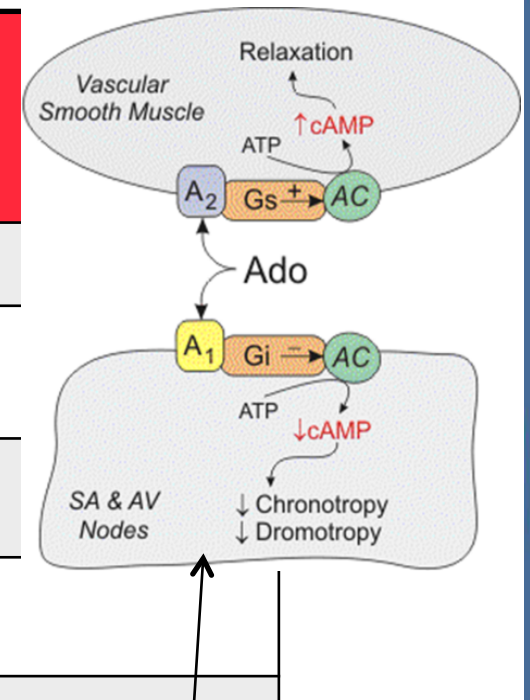 Relaxation
Vascular
Smooth Muscle
↑cAMP
ATP
A2 Gs + AC
Ado
A1 Gi − AC
ATP
↓cAMP
SA & AV
Nodes
↓ Chronotropy
↓ Dromotropy